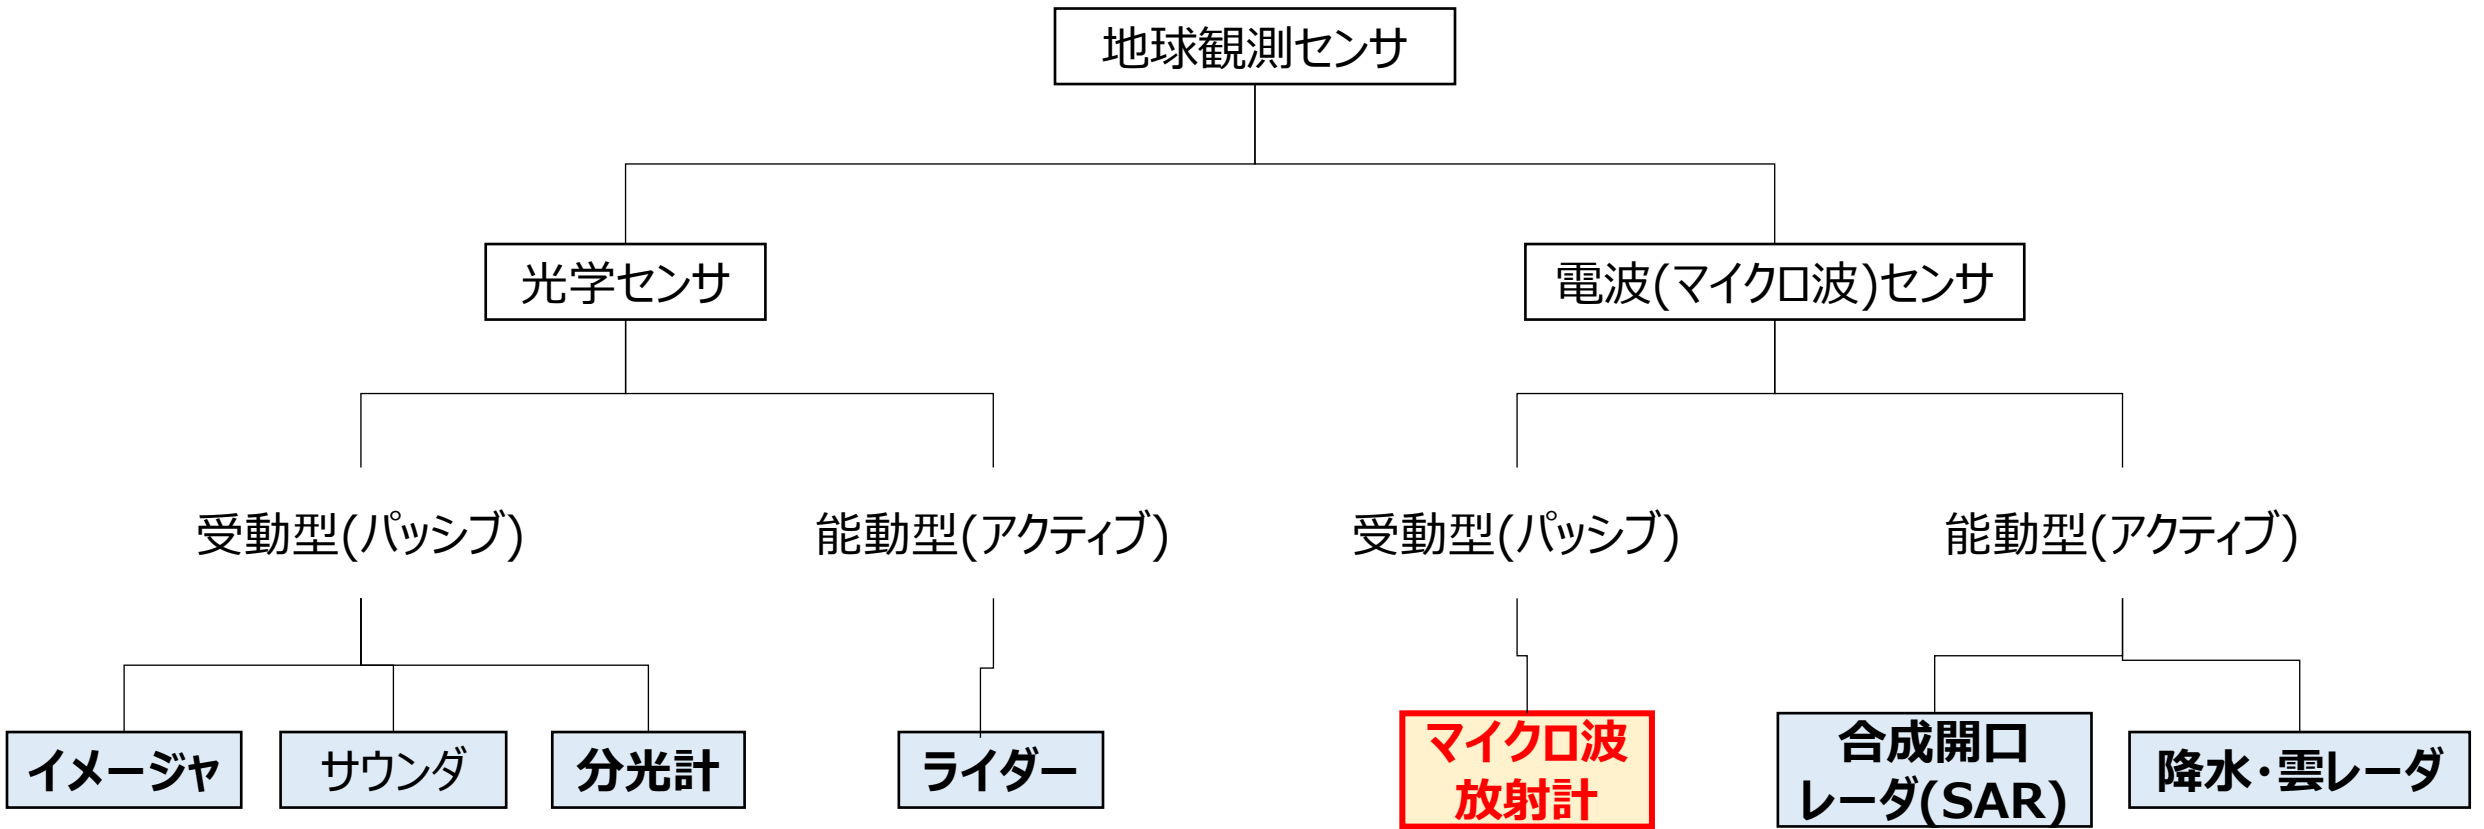 地球観測センサ
光学センサ
電波(マイクロ波)センサ
受動型(パッシブ)
能動型(アクティブ)
受動型(パッシブ)
能動型(アクティブ)
イメージャ
サウンダ
分光計
ライダー
マイクロ波
放射計
合成開口
レーダ(SAR)
降水・雲レーダ